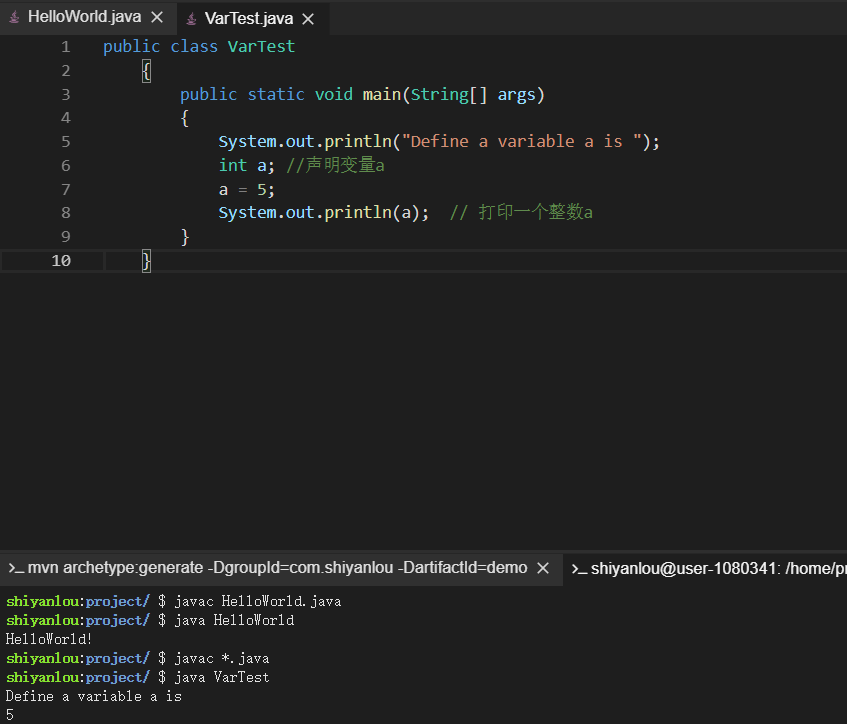 HelloWorld.java
VarTest.java
1 public class VarTest
2 {
3 public static void main(String[] args)
4 {
5 System.out.println("Define a variable a is ");
6 int a; //声明变量a
7 a = 5;
8 System.out.println(a); // 打印一个整数a
9 }
10 }
>_ mvn archetype:generate -DgroupId=com.shiyanlou -DartifactId=demo
>_ shiyanlou@user-1080341: /home/pr
shiyanlou:project/ $ javac HelloWorld.java
shiyanlou:project/ $ java HelloWorld
HelloWorld!
shiyanlou:project/ $ javac *.java
shiyanlou:project/ $ java VarTest
Define a variable a is
5